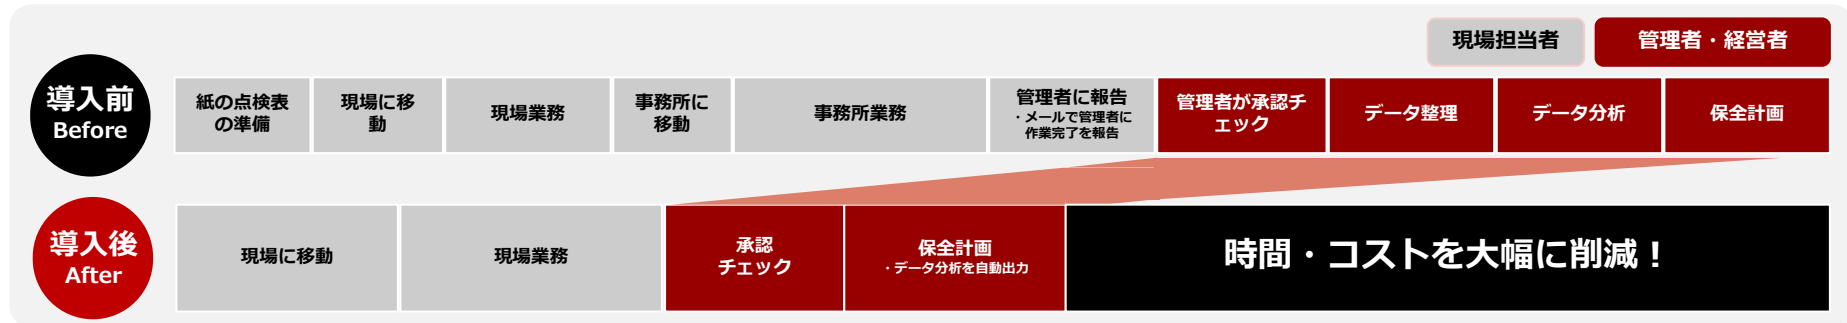 現場担当者
管理者・経営者
導入前
Before
紙の点検表
の準備
現場に移
動
現場業務
事務所に
移動
事務所業務
管理者に報告
・メールで管理者に
作業完了を報告
管理者が承認チ
ェック
データ整理
データ分析
保全計画
導入後
After
現場に移動
現場業務
承認
チェック
保全計画
・データ分析を自動出力
時間・コストを大幅に削減！